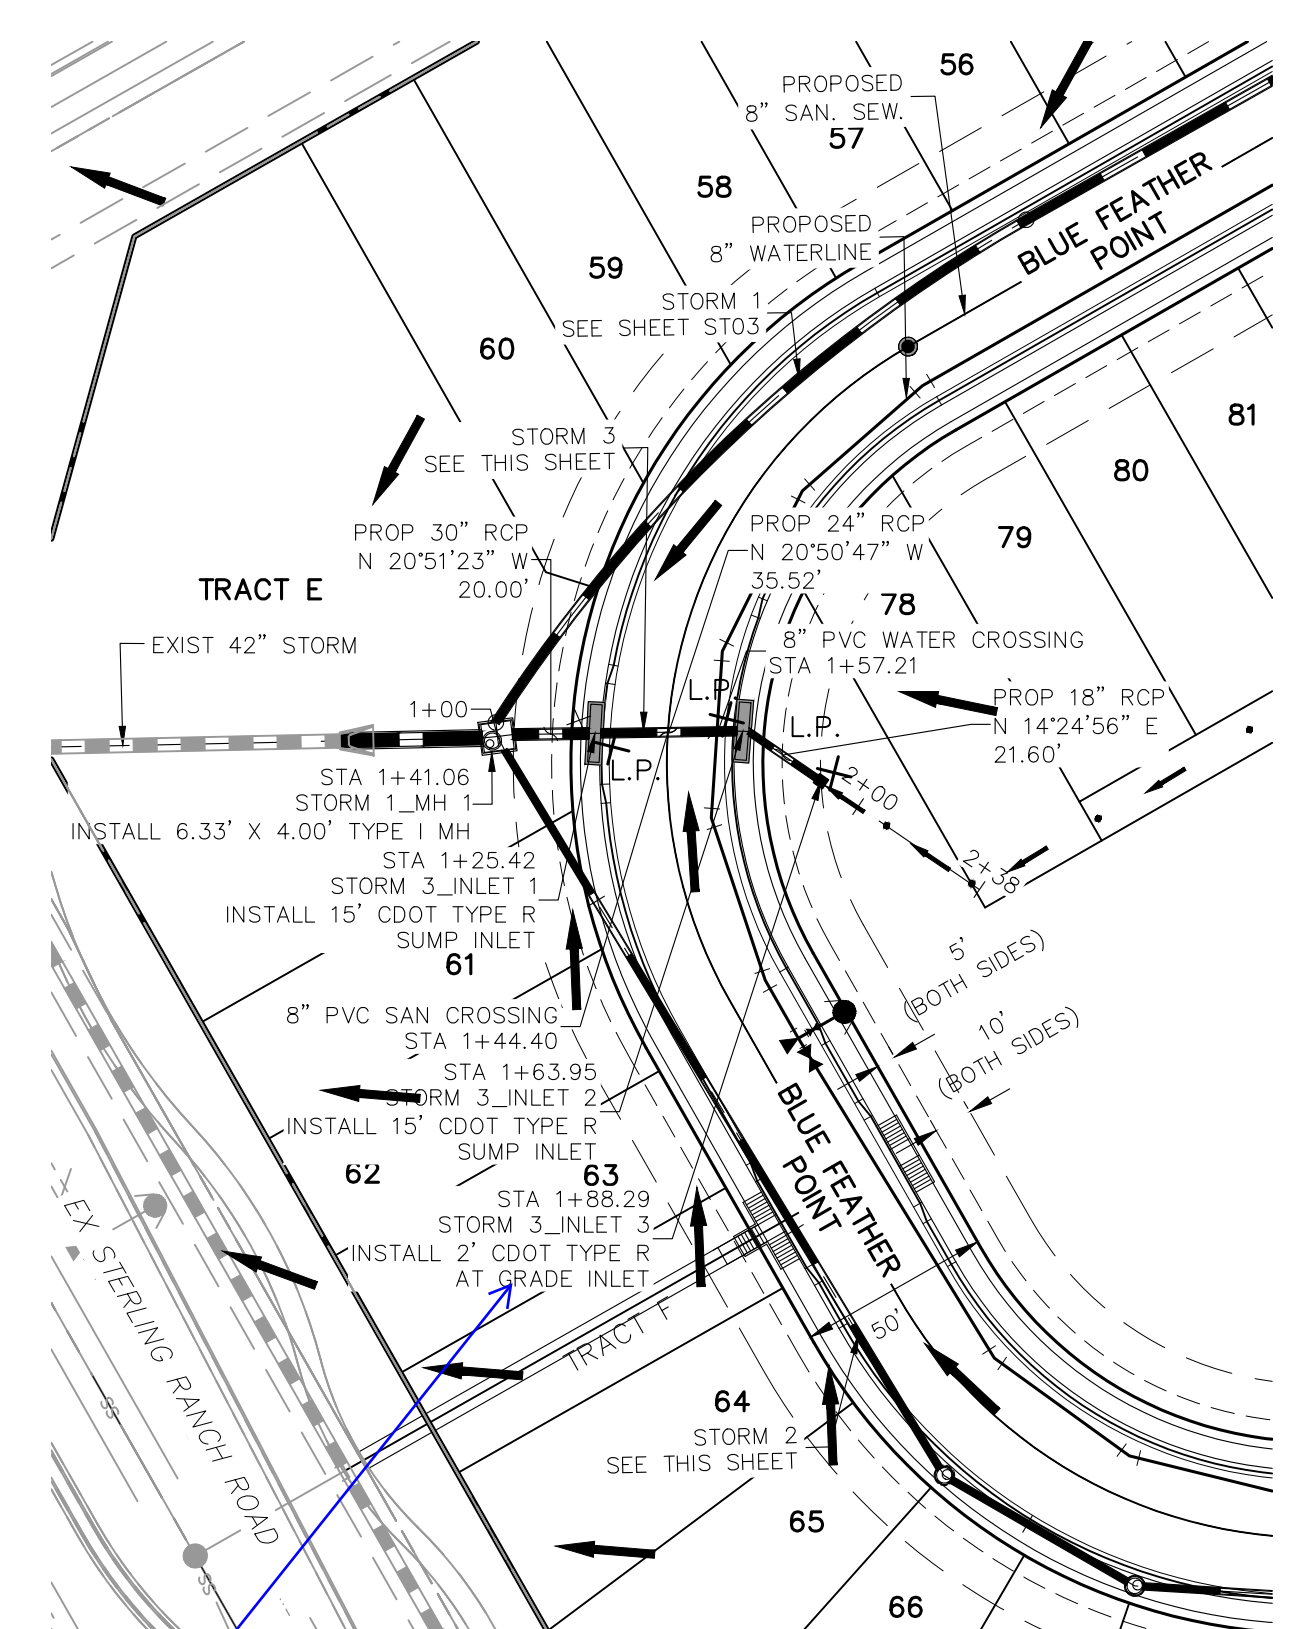 56
PROPOSED
8" SAN. SEW.
57
58
BLUE FEATHER
POINT
PROPOSED
8" WATERLINE
59
STORM 1
SEE SHEET ST03
60
81
STORM 3
SEE THIS SHEET
80
PROP 30" RCP
N 20°51'23" W
20.00'
PROP 24" RCP
N 20°50'47" W
35.52'
79
TRACT E
78
EXIST 42" STORM
8" PVC WATER CROSSING
STA 1+57.21
L.P.
PROP 18" RCP
N 14°24'56" E
21.60'
1+00
L.P.
L.P.
2+00
STA 1+41.06
STORM 1_MH 1
INSTALL 6.33' X 4.00' TYPE I MH
STA 1+25.42
STORM 3_INLET 1
INSTALL 15' CDOT TYPE R
SUMP INLET
2+38
61
5'
(BOTH SIDES)
8" PVC SAN CROSSING
STA 1+44.40
10'
(BOTH SIDES)
STA 1+63.95
STORM 3_INLET 2
INSTALL 15' CDOT TYPE R
SUMP INLET
BLUE FEATHER
POINT
62
63
STA 1+88.29
STORM 3_INLET 3
INSTALL 2' CDOT TYPE R
AT GRADE INLET
EX STERLING RANCH ROAD
50'
TRACT F
64
SS
STORM 2
SEE THIS SHEET
65
SS
66